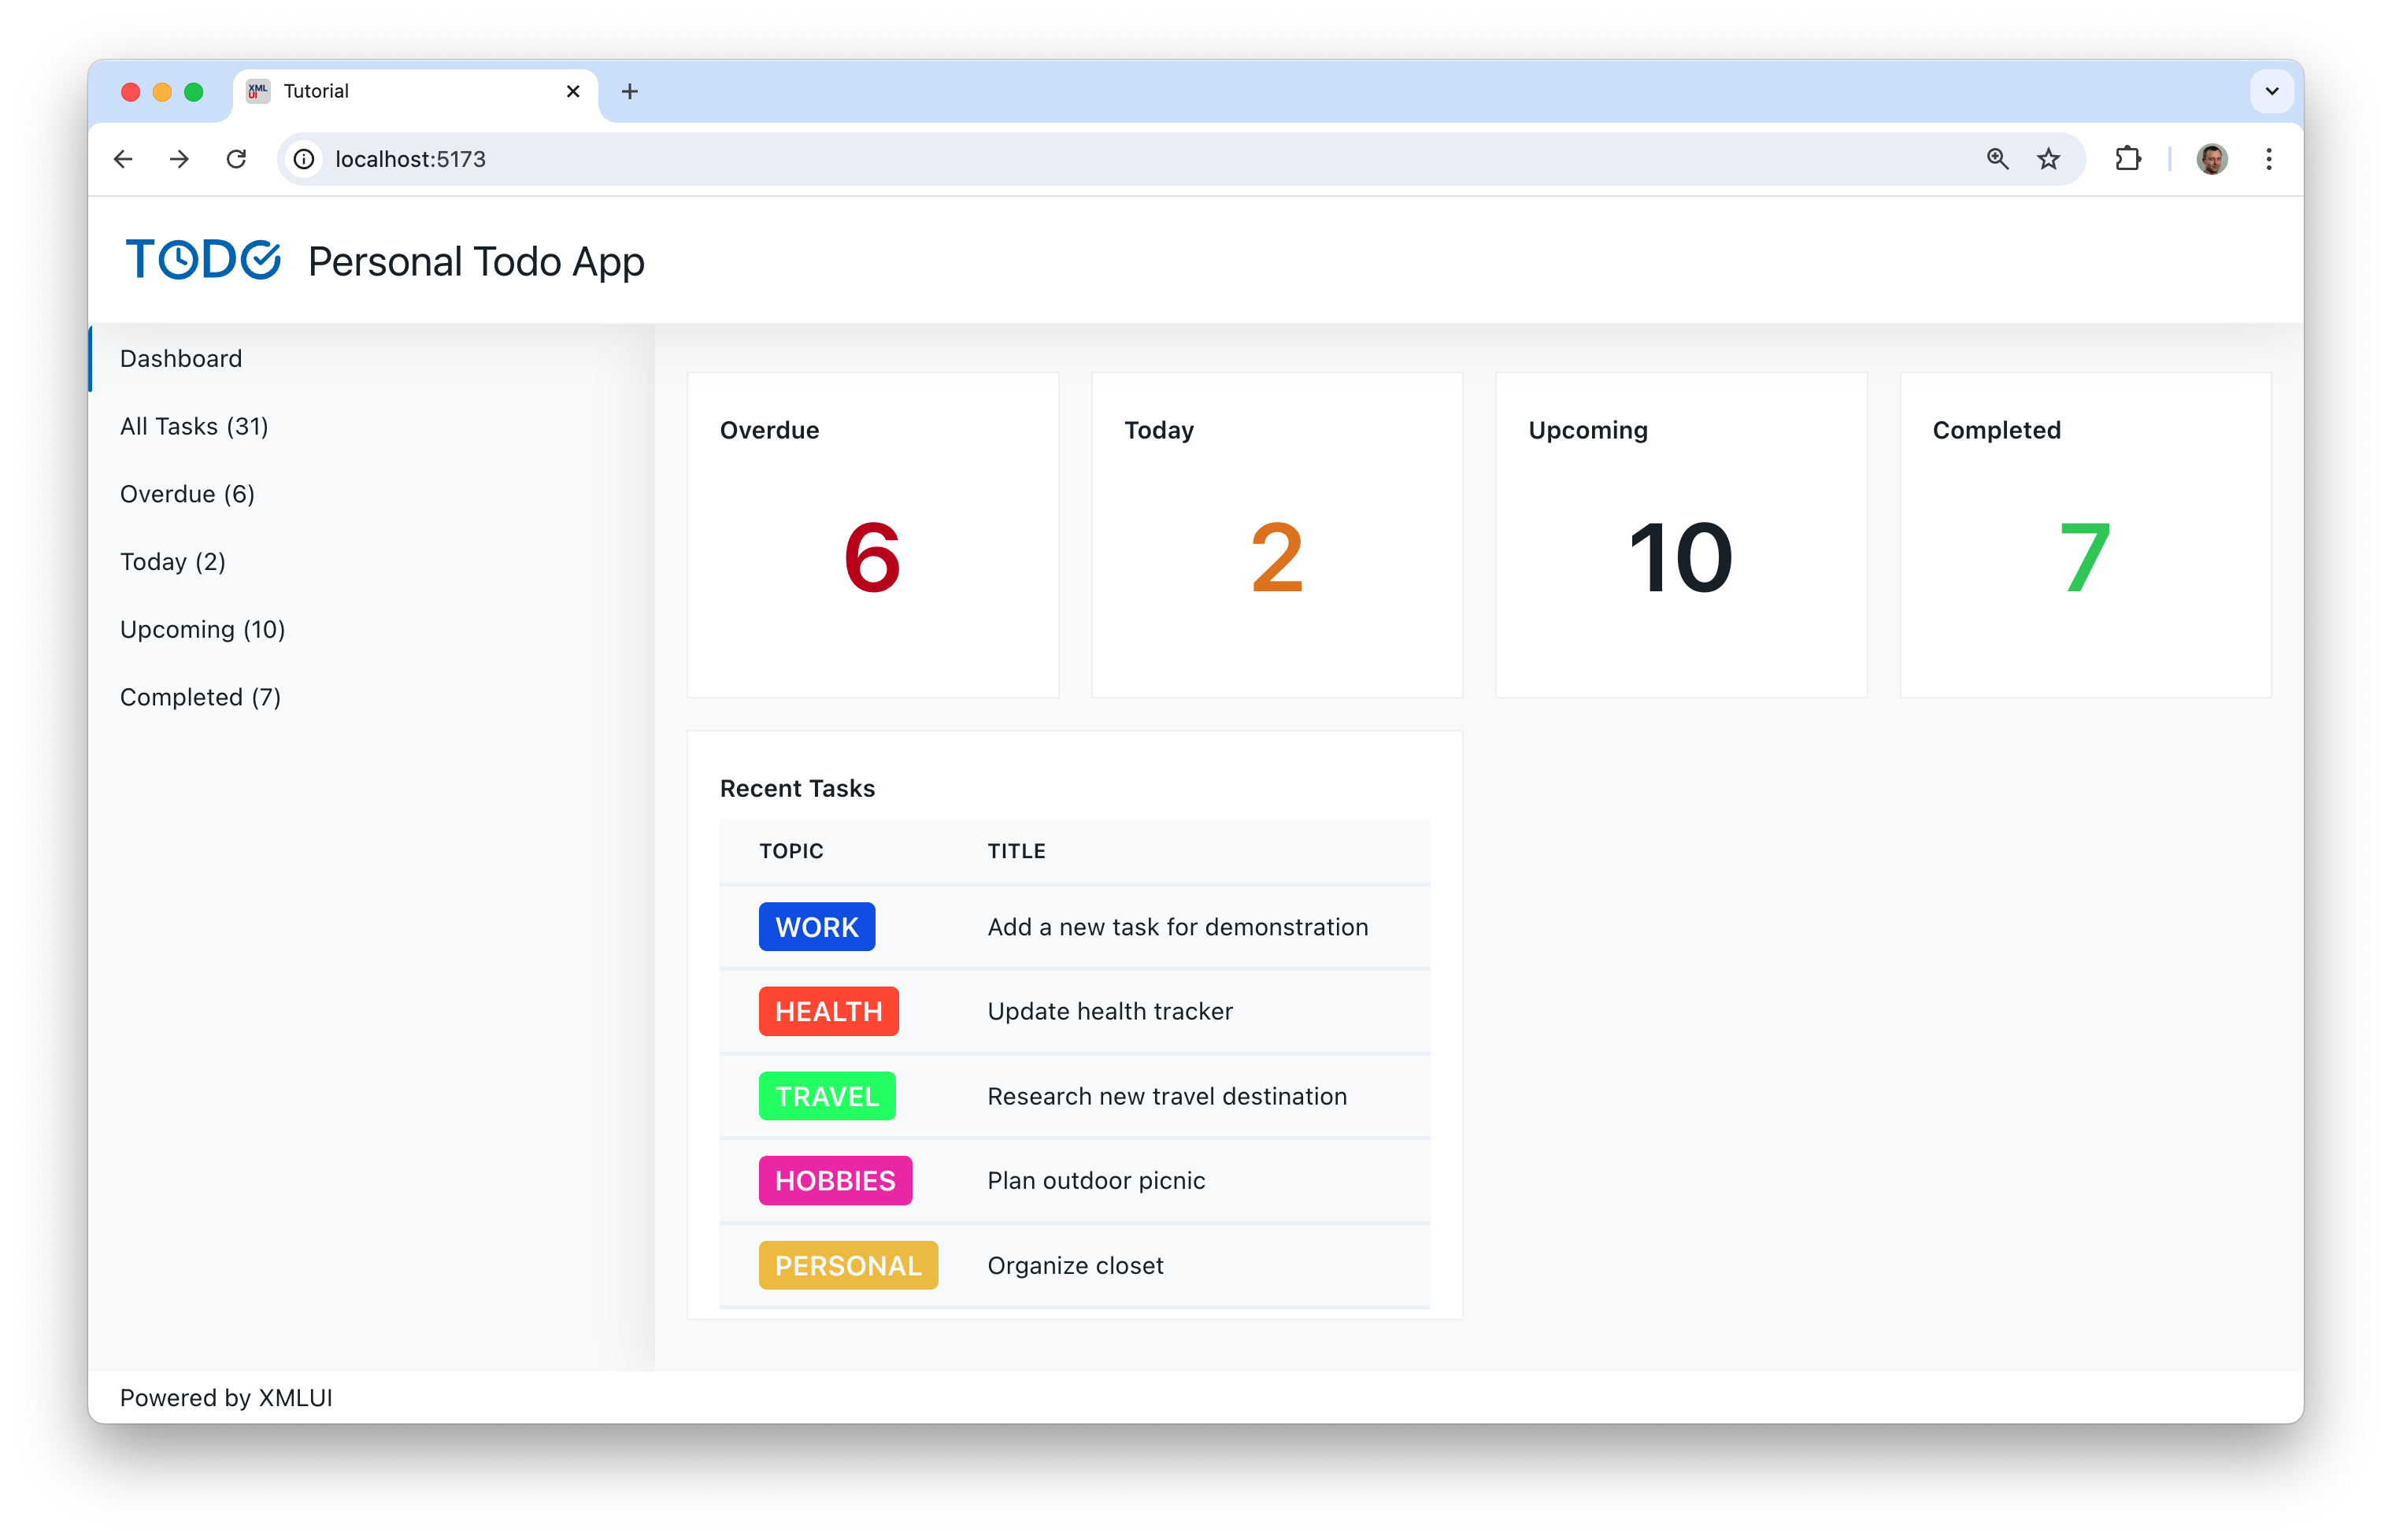 XML UI Tutorial
localhost:5173
TODO Personal Todo App
Dashboard
All Tasks (31)
Overdue (6)
Today (2)
Upcoming (10)
Completed (7)
Overdue
6
Today
2
Upcoming
10
Completed
7
Recent Tasks
TOPIC TITLE
WORK Add a new task for demonstration
HEALTH Update health tracker
TRAVEL Research new travel destination
HOBBIES Plan outdoor picnic
PERSONAL Organize closet
Powered by XMLUI